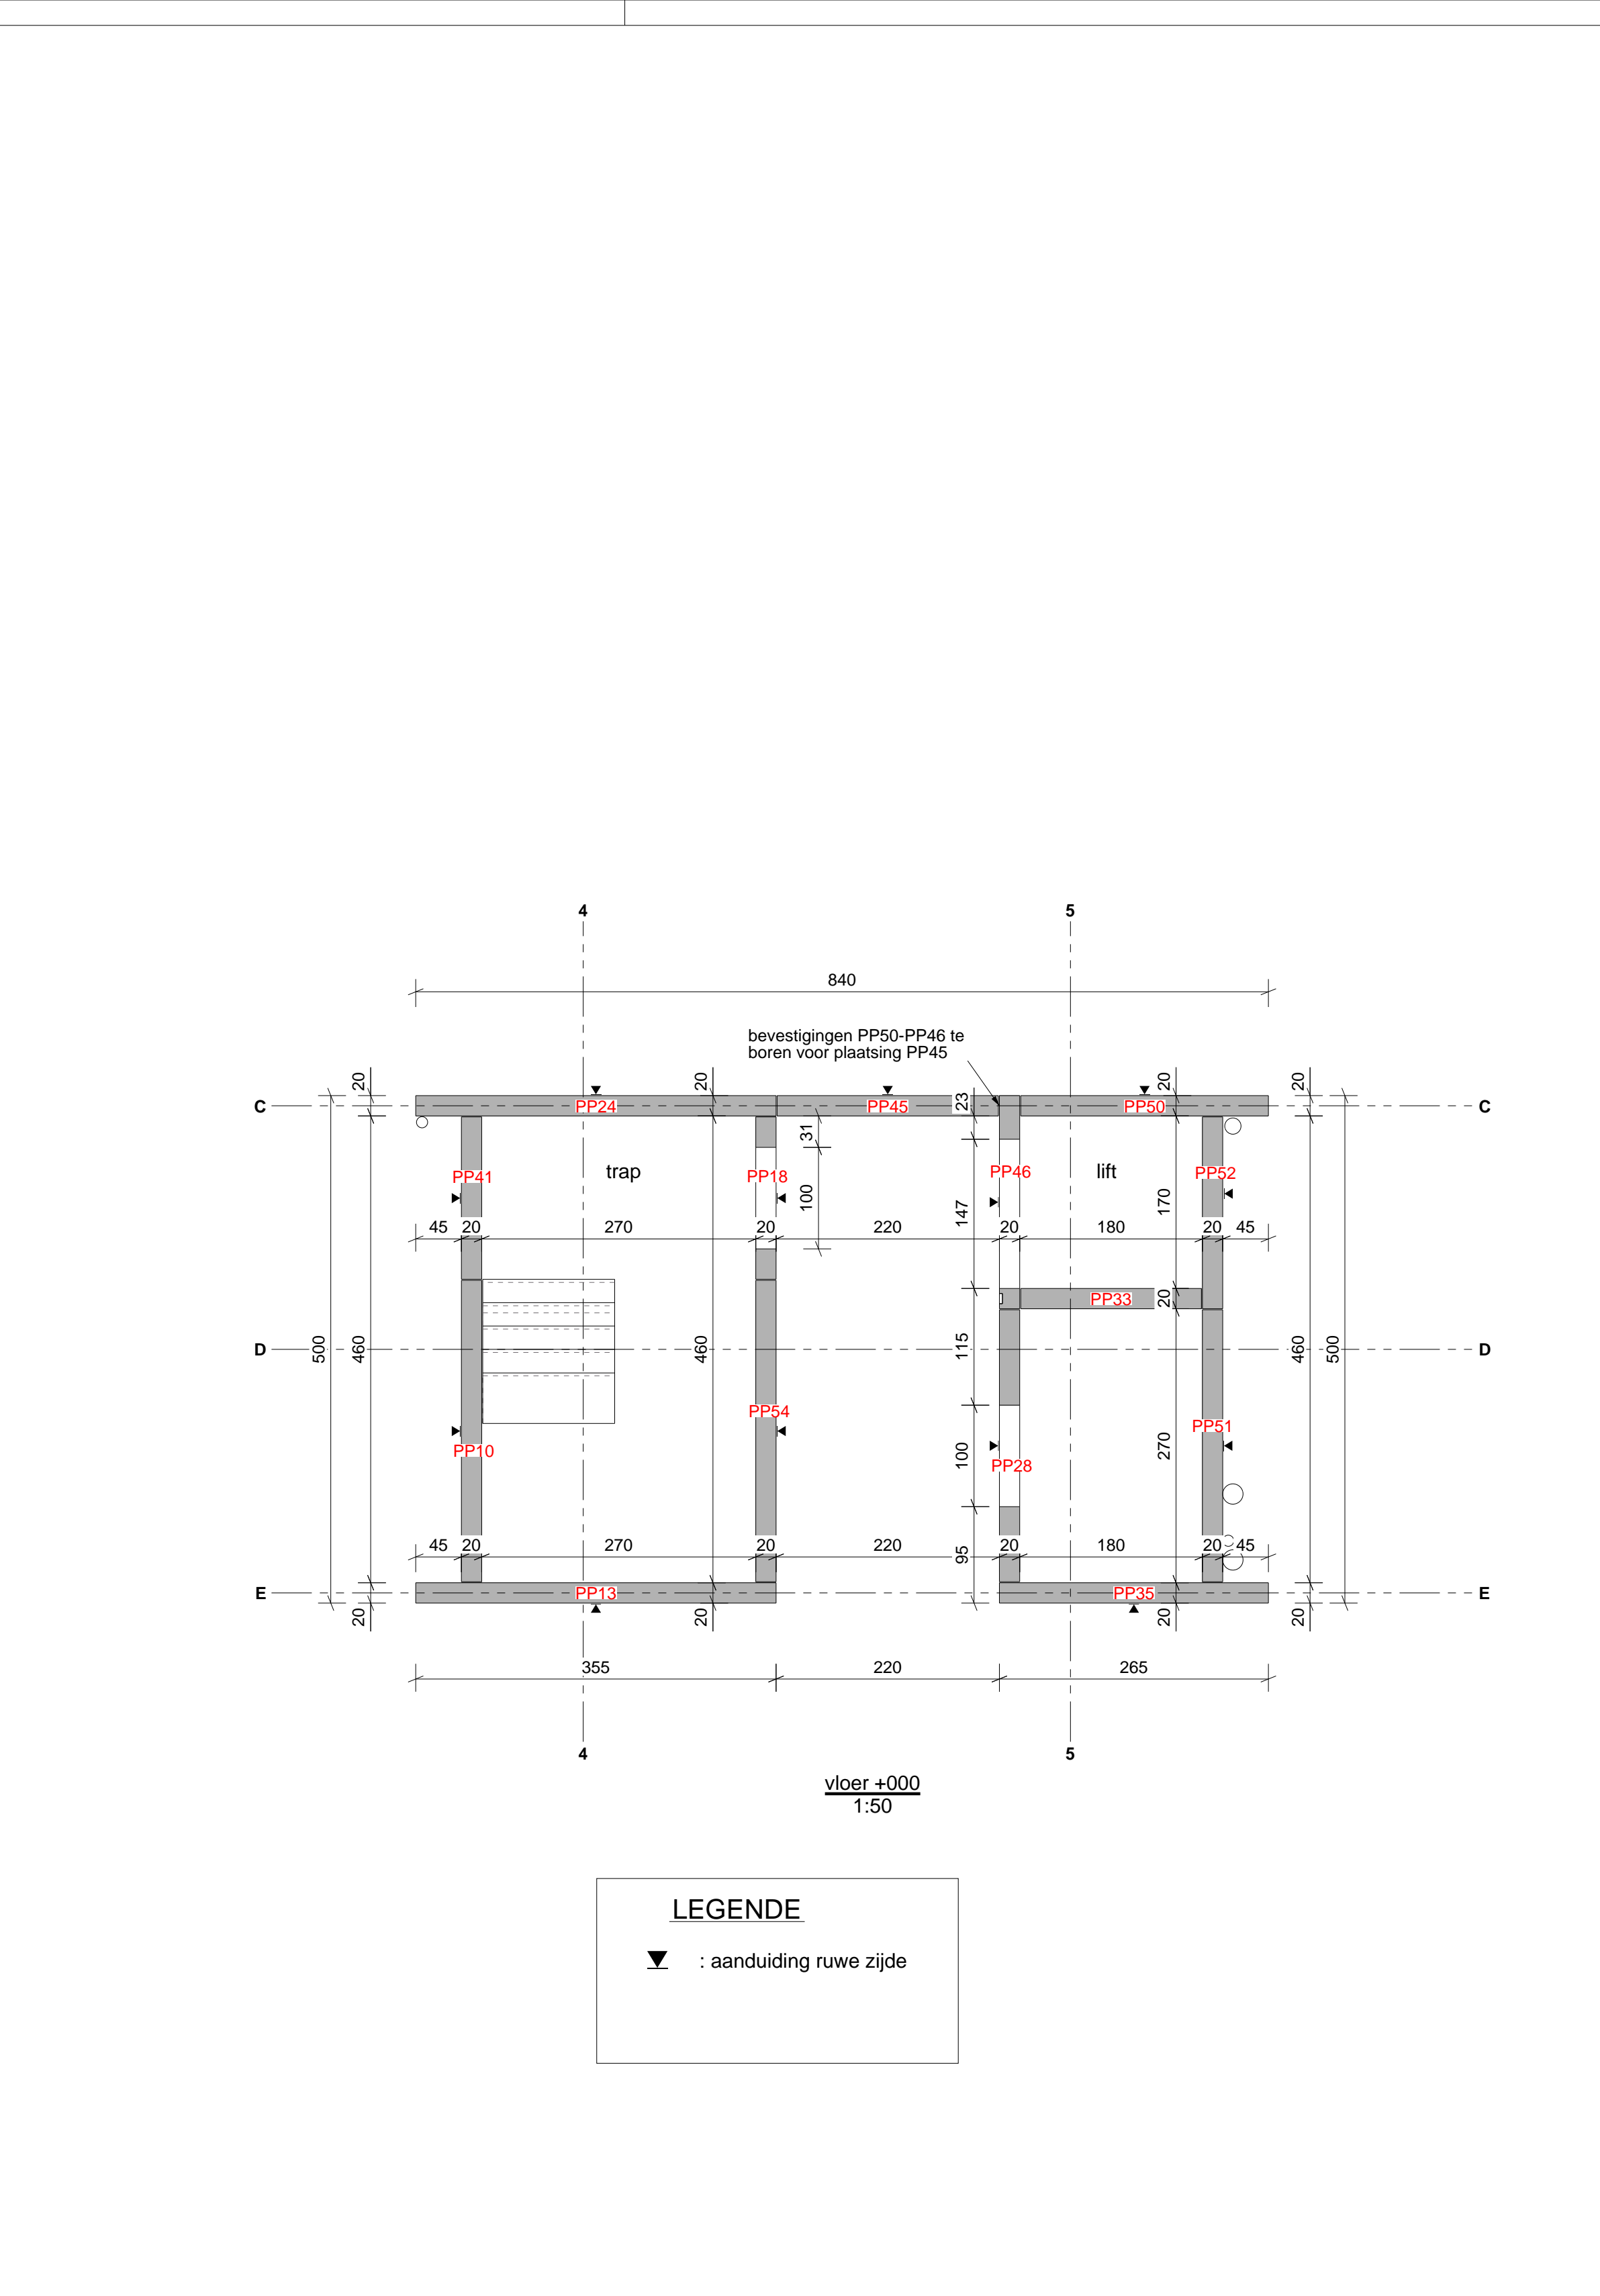 4
5
840
bevestigingen PP50-PP46 te
boren voor plaatsing PP45
20
20
20
20
C
PP24
PP45
23
PP50
C
31
PP41
trap
PP18
PP46
lift
PP52
100
147
170
45
20
270
20
220
20
180
20
45
PP33
20
D
500
460
460
115
460
500
D
PP54
PP10
PP51
100
270
PP28
45
20
270
20
220
95
20
180
20
45
E
PP13
PP35
E
20
20
20
20
355
220
265
4
5
vloer +000
1:50
LEGENDE
: aanduiding ruwe zijde